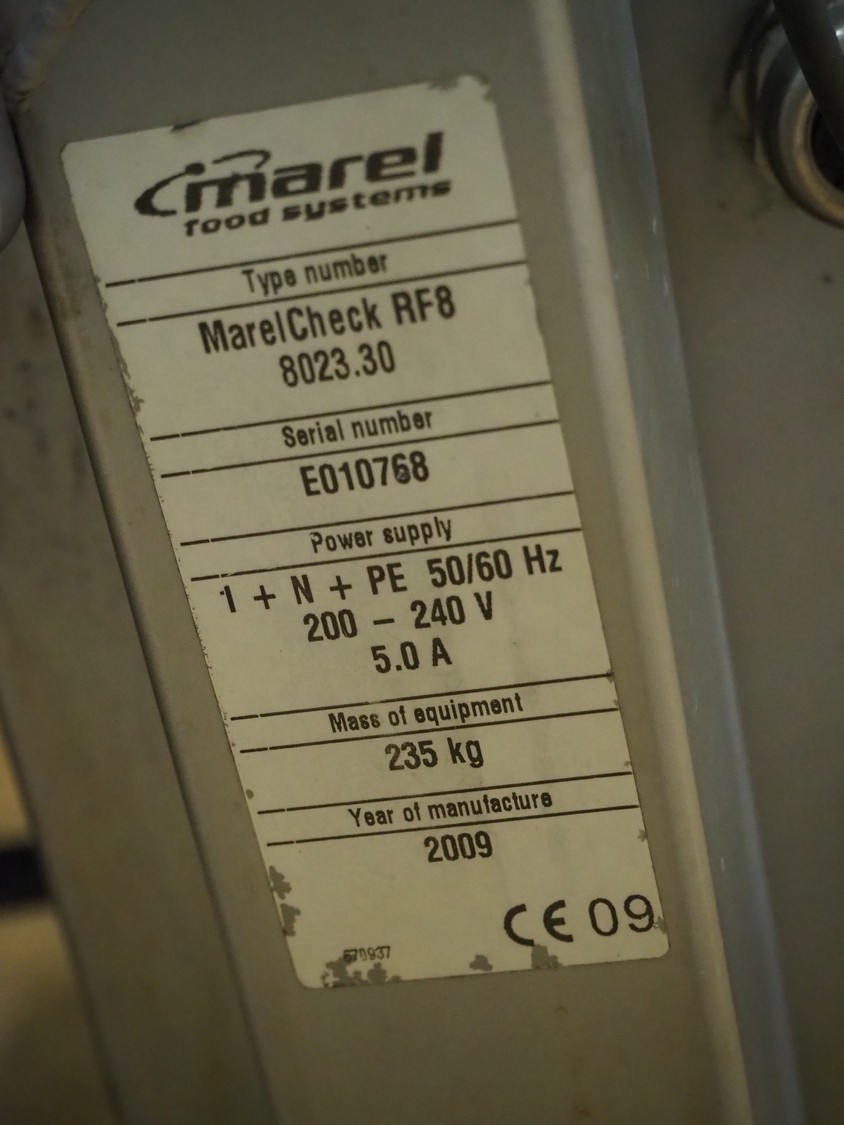 marel
food systems
Type number
MarelCheck RF8
8023.30
Serial number
E010768
Power supply
1 + N + PE 50/60 Hz
200 – 240 V
5.0 A
Mass of equipment
235 kg
Year of manufacture
2009
CE 09